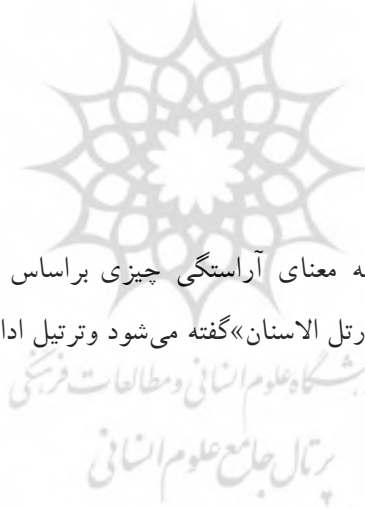 ه معنای آراستگی چیزی براساس
رتل الاسنان»گفته می‌شود وترتیل ادا
شگاه علوم انسانی و مطالعات فرهنگی
پرتال جامع علوم انسانی